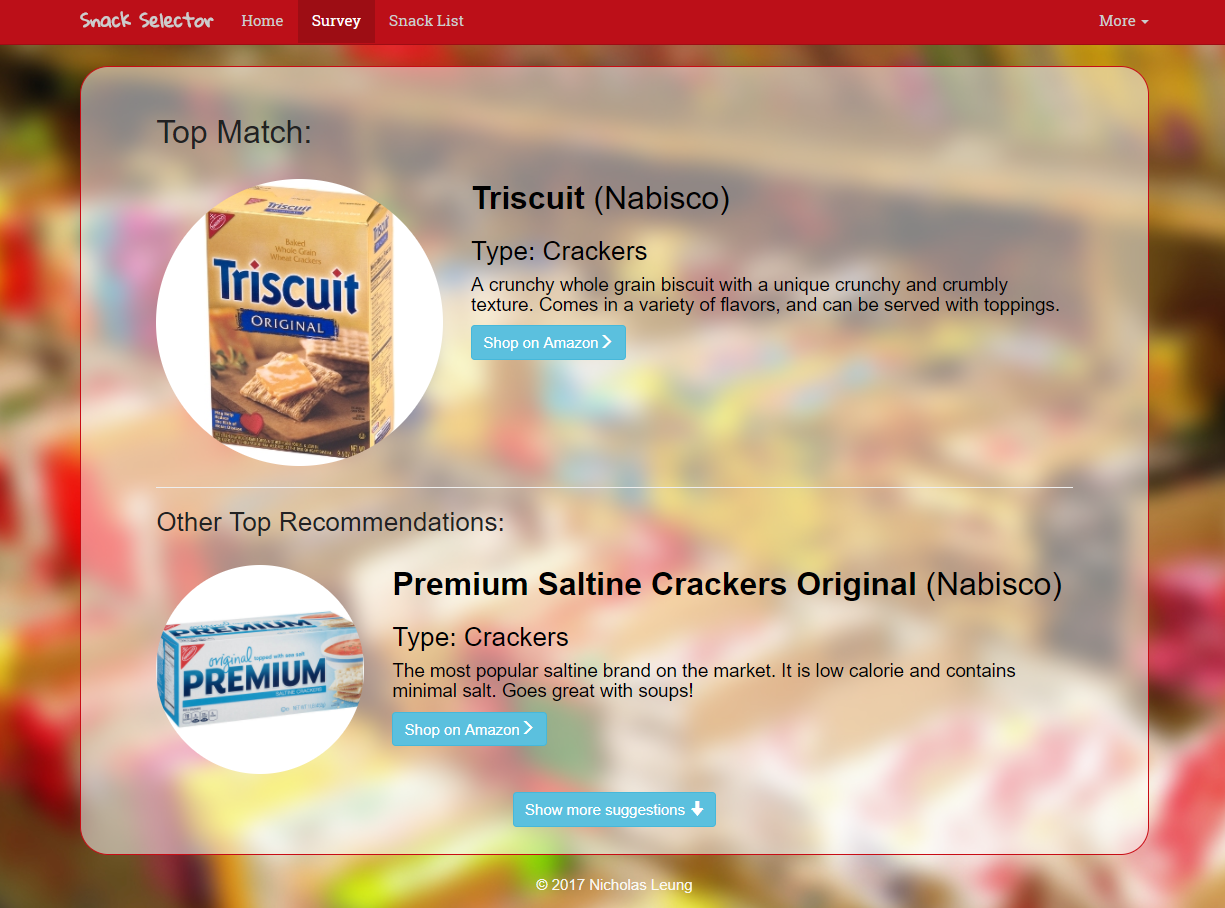 Snack Selector Home Survey Snack List More
Top Match:
Triscuit
Baked
Whole Grain
Wheat Crackers
Triscuit
ORIGINAL
Triscuit (Nabisco)
Type: Crackers
A crunchy whole grain biscuit with a unique crunchy and crumbly
texture. Comes in a variety of flavors, and can be served with toppings.
Shop on Amazon
Other Top Recommendations:
PREMIUM
original topped with sea salt
PREMIUM
SALTINE CRACKERS
Premium Saltine Crackers Original (Nabisco)
Type: Crackers
The most popular saltine brand on the market. It is low calorie and contains
minimal salt. Goes great with soups!
Shop on Amazon
Show more suggestions
© 2017 Nicholas Leung